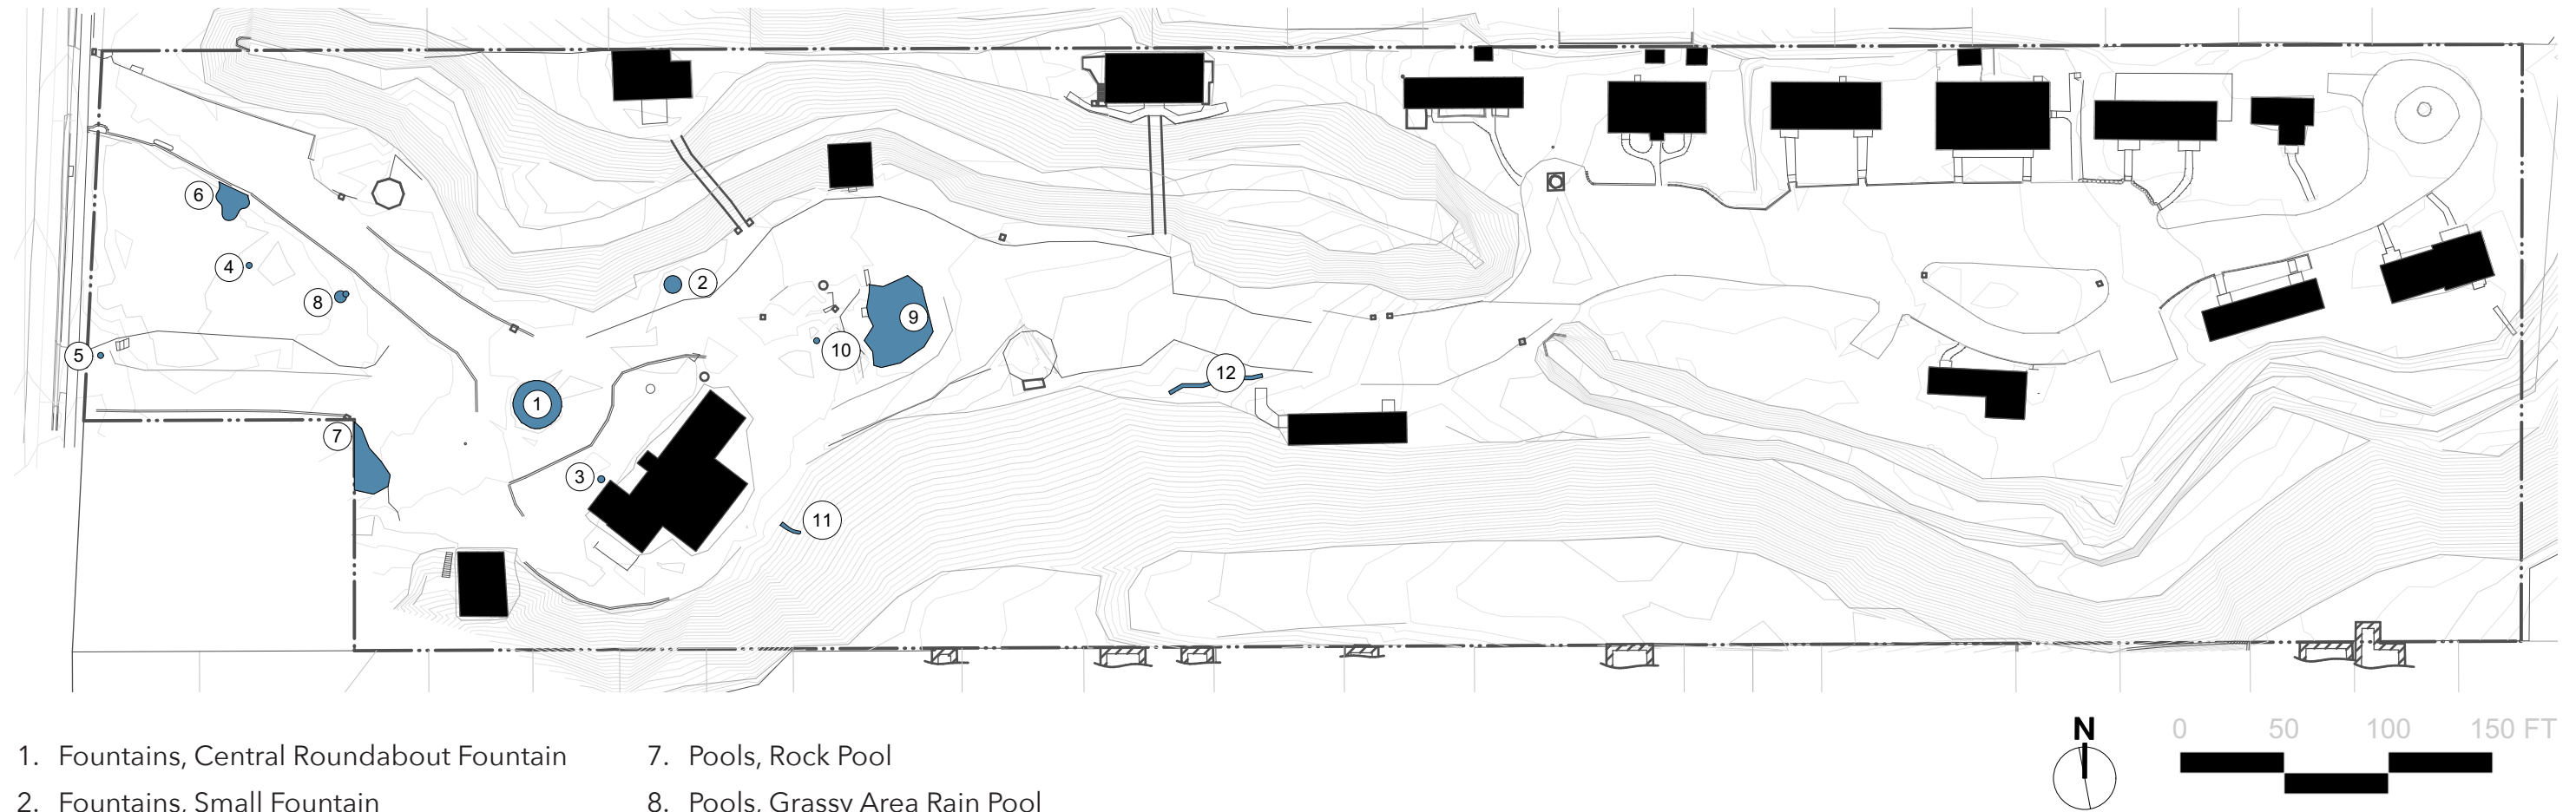 6
4
8
5
2
9
10
12
1
7
3
11
N
0 50 100 150 FT
1. Fountains, Central Roundabout Fountain
2. Fountains, Small Fountain
7. Pools, Rock Pool
8. Pools, Grassy Area Rain Pool